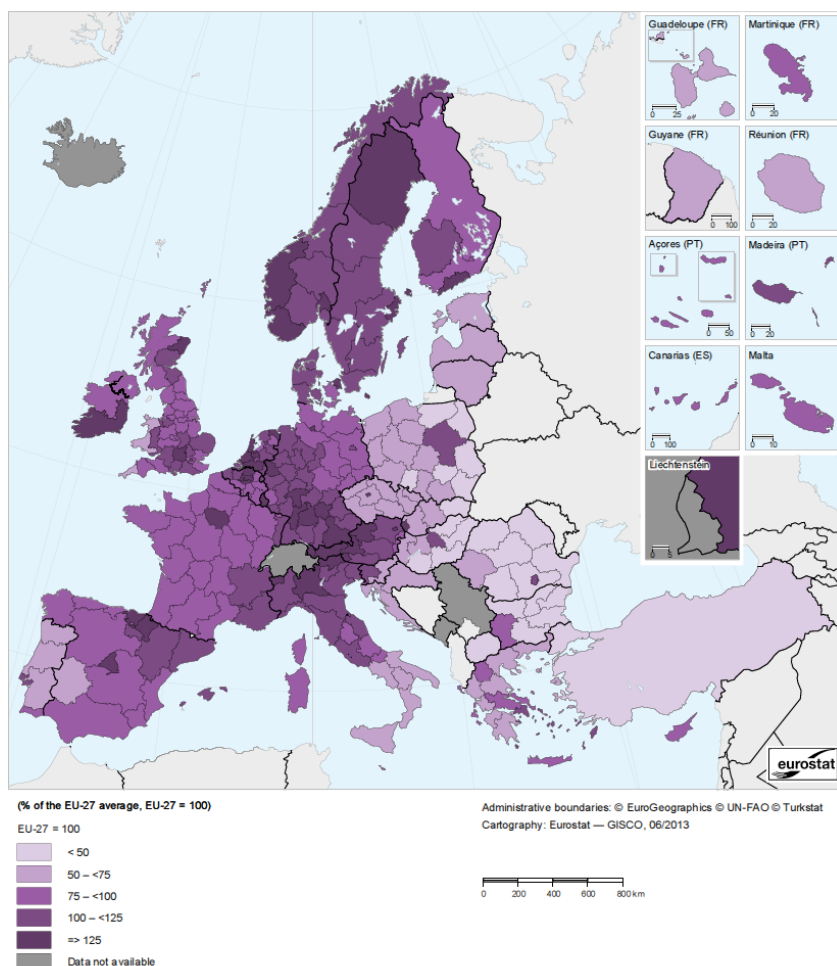 Guadeloupe (FR)
Martinique (FR)
0 25
0 20
Guyane (FR)
Réunion (FR)
0 100
0 20
Açores (PT)
Madeira (PT)
0 50
0 20
Canarias (ES)
Malta
0 100
0 10
Liechtenstein
0 5
eurostat
(% of the EU-27 average, EU-27 = 100)
EU-27 = 100
< 50
50 – <75
75 – <100
100 – <125
=> 125
Data not available
Administrative boundaries: © EuroGeographics © UN-FAO © Turkstat
Cartography: Eurostat — GISCO, 06/2013
0 200 400 600 800 km